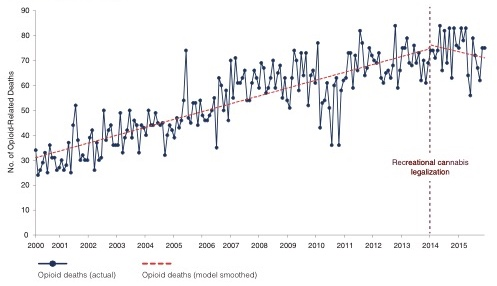 90
80
70
60
50
40
30
20
10
0
No. of Opioid-Related Deaths
Recreational cannabis
legalization
2000 2001 2002 2003 2004 2005 2006 2007 2008 2009 2010 2011 2012 2013 2014 2015
Opioid deaths (actual) Opioid deaths (model smoothed)